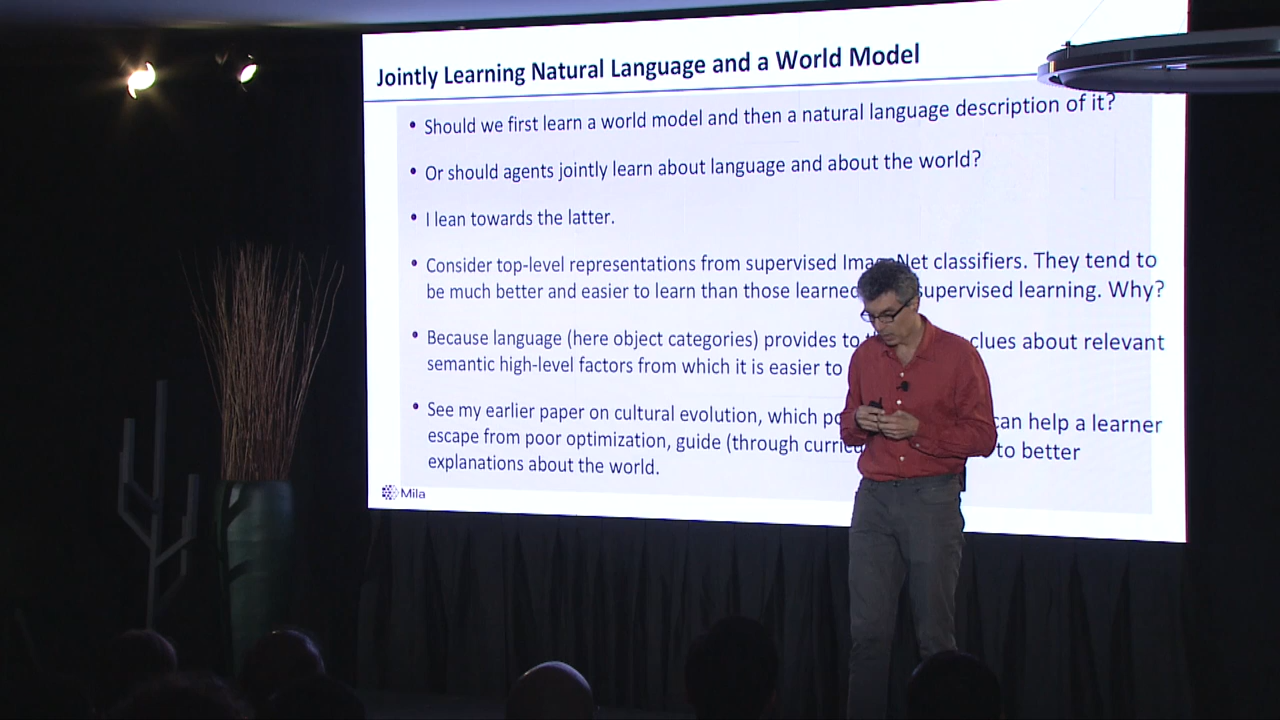 Jointly Learning Natural Language and a World Model
• Should we first learn a world model and then a natural language description of it?
• Or should agents jointly learn about language and about the world?
• I lean towards the latter.
• Consider top-level representations from supervised ImageNet classifiers. They tend to
be much better and easier to learn than those learned supervised learning. Why?
• Because language (here object categories) provides to clues about relevant
semantic high-level factors from which it is easier to
• See my earlier paper on cultural evolution, which can help a learner
escape from poor optimization, guide (through to better
explanations about the world.
Mila